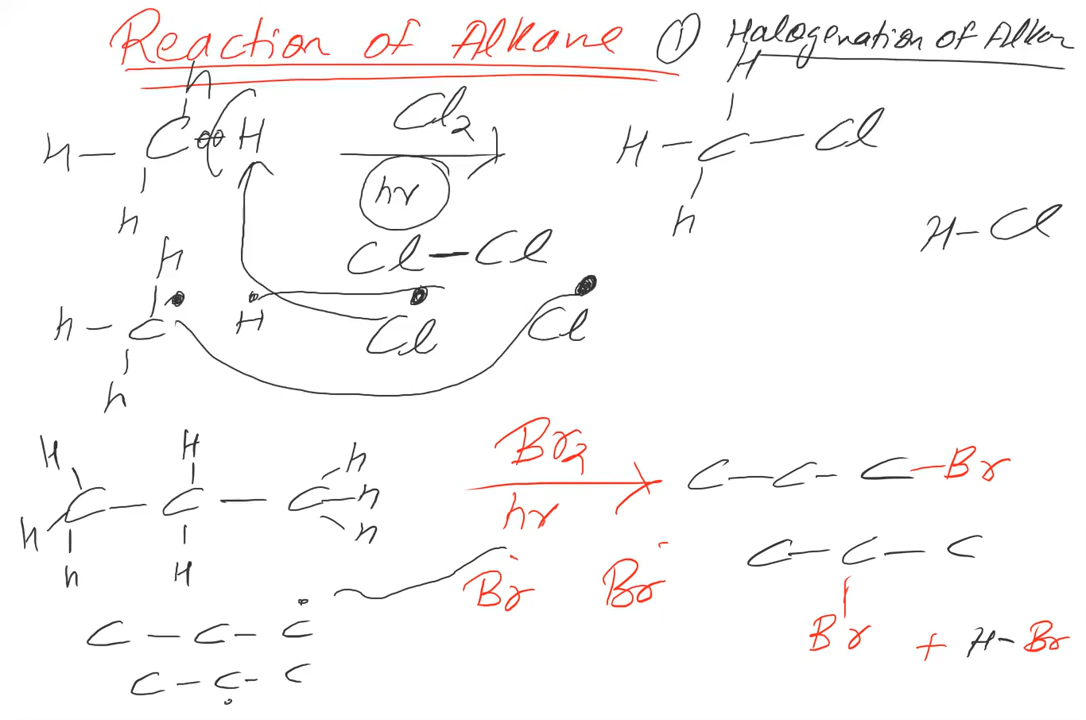 Reaction of Alkane ① Halogenation of Alkan
h H
h – C •• H Cl2 H – C – Cl
h hν h
H – Cl
Cl – Cl
h
h – C • H Cl Cl
h
H H h
C – C – C – h Br2 C – C – C – Br
h h H h hν
C – C – C
Br Br
C – C – C Br + H – Br
C – C – C